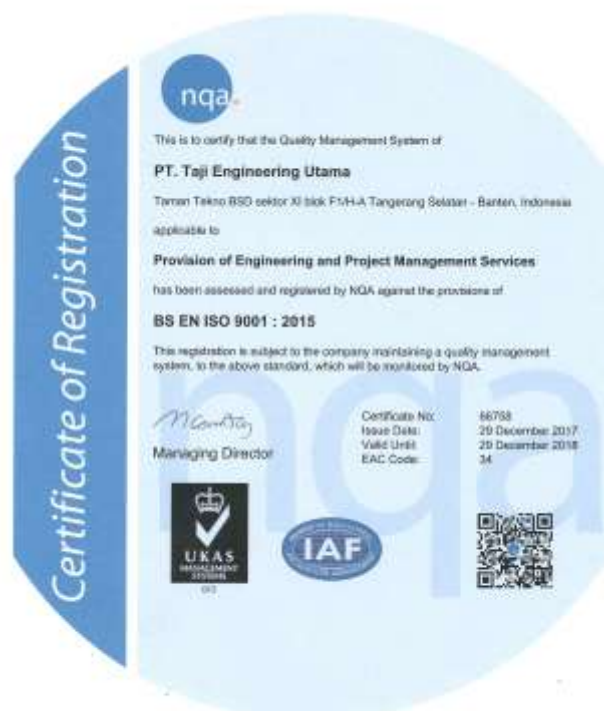 Certificate of Registration
nqa
This is to certify that the Quality Management System of
PT. Taji Engineering Utama
Taman Tekno BSD sektor XI blok F1/H-A Tangerang Selatan - Banten, Indonesia
applicable to
Provision of Engineering and Project Management Services
has been assessed and registered by NQA against the provisions of
BS EN ISO 9001 : 2015
This registration is subject to the company maintaining a quality management
system, to the above standard, which will be monitored by NQA.
Managing Director
Certificate No: 66768
Issue Date: 29 December 2017
Valid Until: 29 December 2018
EAC Code: 34
UKAS
MANAGEMENT
SYSTEMS
IAF
nqa